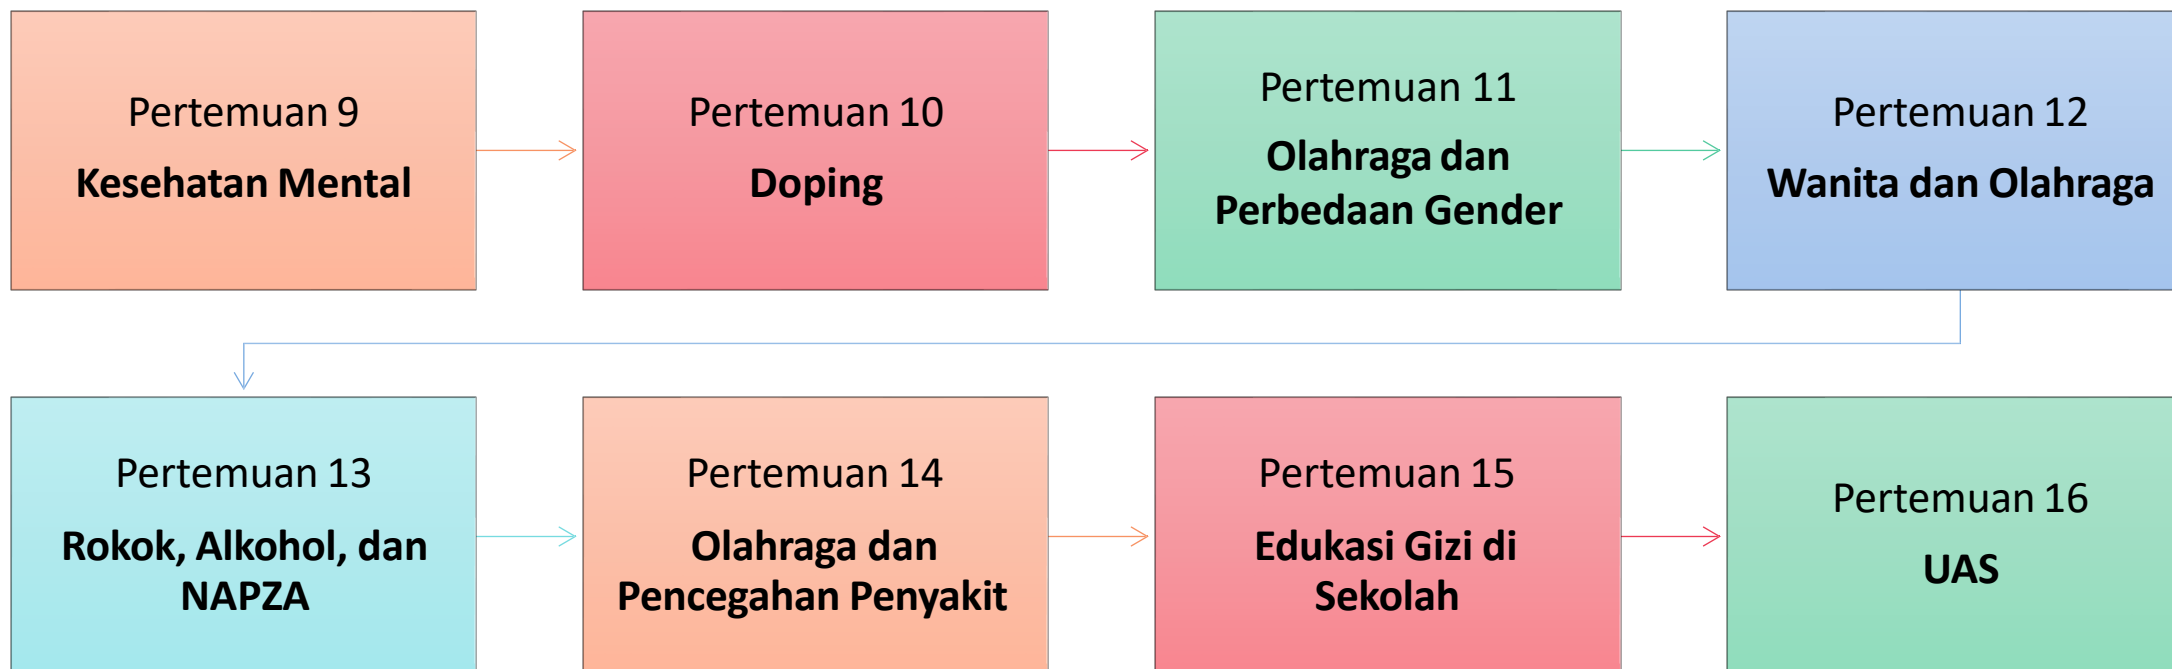 Pertemuan 9
Kesehatan Mental
Pertemuan 10
Doping
Pertemuan 11
Olahraga dan
Perbedaan Gender
Pertemuan 12
Wanita dan Olahraga
Pertemuan 13
Rokok, Alkohol, dan
NAPZA
Pertemuan 14
Olahraga dan
Pencegahan Penyakit
Pertemuan 15
Edukasi Gizi di
Sekolah
Pertemuan 16
UAS